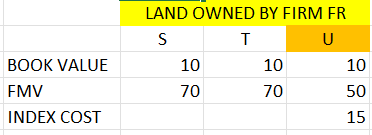 LAND OWNED BY FIRM FR
S T U
BOOK VALUE 10 10 10
FMV 70 70 50
INDEX COST 15